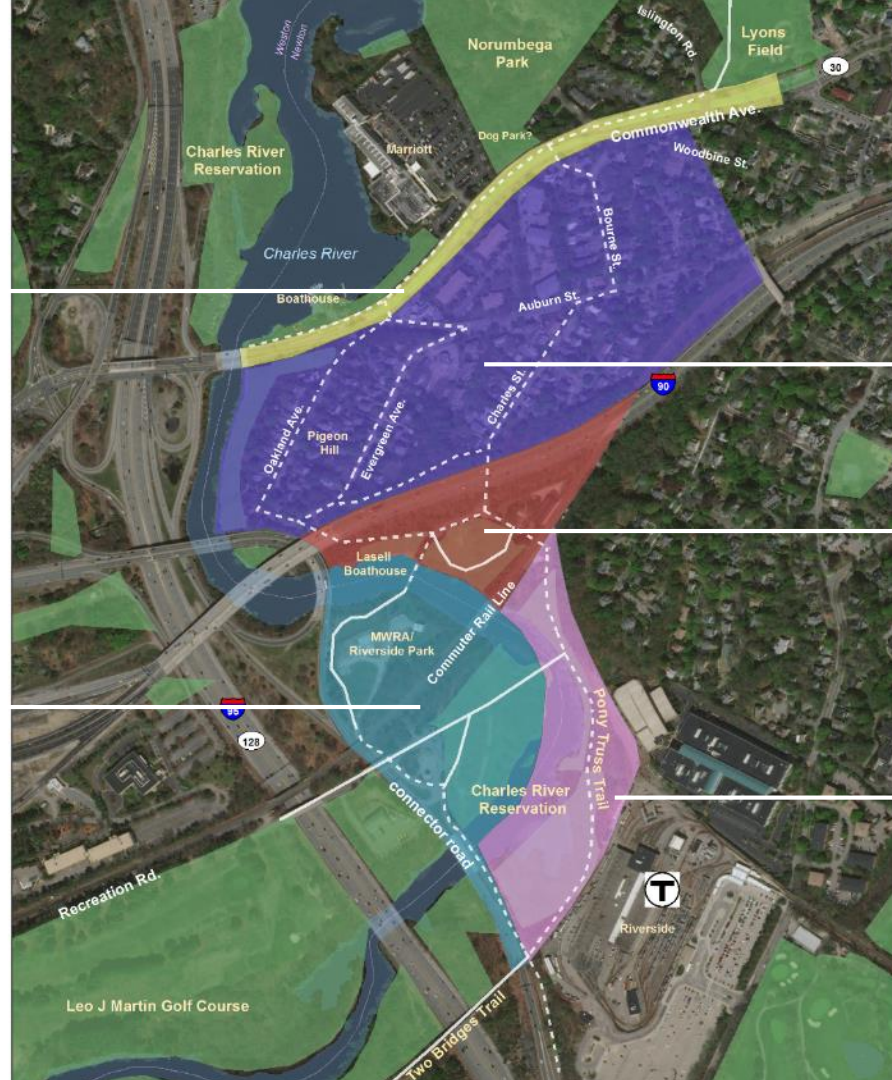 Islington Rd
Lyons
Field
Weston
Newton
Norumbega
Park
30
Commonwealth Ave.
Dog Park?
Charles River
Reservation
Marriott
Woodbine St.
Bourne St.
Charles River
Boathouse
Auburn St.
90
Charles St.
Oakland Ave.
Evergreen Ave.
Pigeon
Hill
Lasell
Boathouse
Commuter Rail Line
MWRA/
Riverside Park
Pony Truss Trail
95
128
Charles River
Reservation
connector road
Recreation Rd.
T
Riverside
Leo J Martin Golf Course
Two Bridges Trail